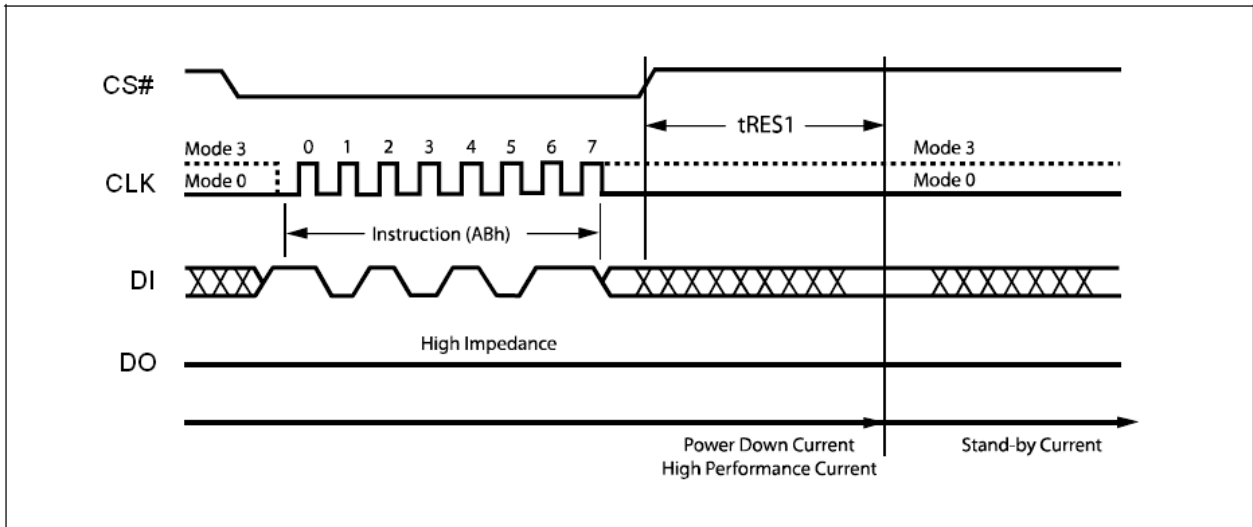 CS#
tRES1
Mode 3 0 1 2 3 4 5 6 7 Mode 3
CLK Mode 0 Mode 0
Instruction (ABh)
DI
High Impedance
DO
Power Down Current Stand-by Current
High Performance Current